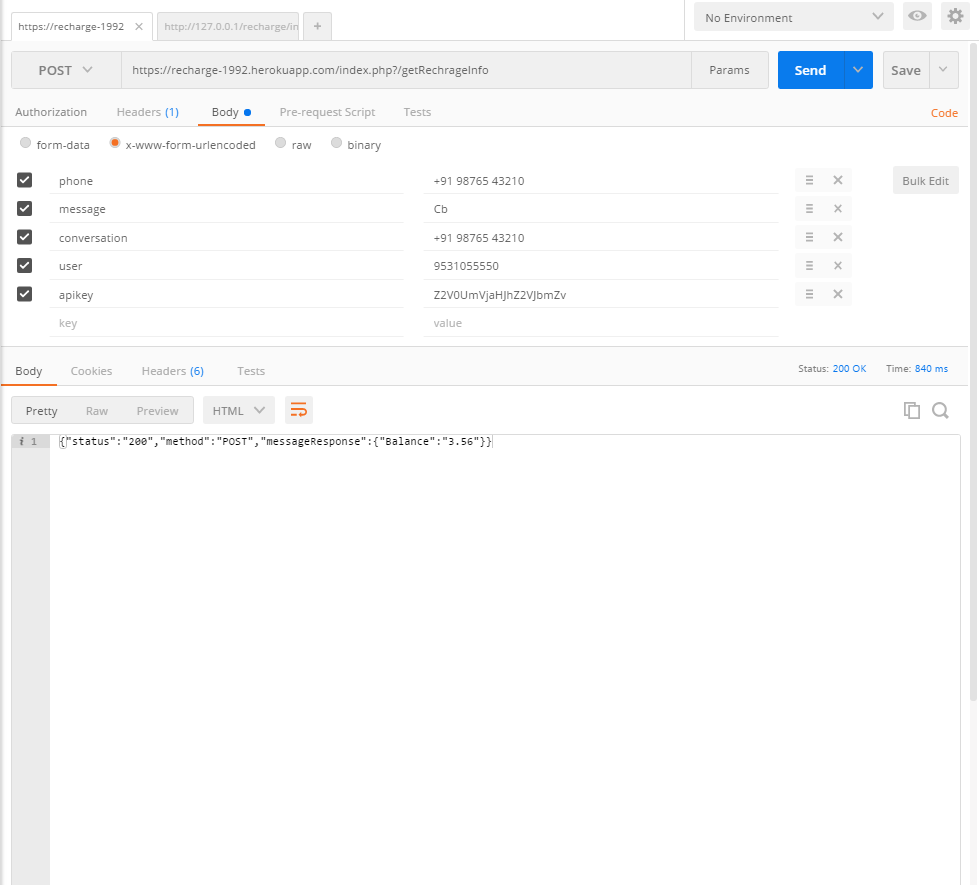 https://recharge-1992 × http://127.0.0.1/recharge/in + No Environment
POST https://recharge-1992.herokuapp.com/index.php?/getRechrageInfo Params Send Save
Authorization Headers (1) Body Pre-request Script Tests Code
form-data x-www-form-urlencoded raw binary
phone +91 98765 43210 Bulk Edit
message Cb
conversation +91 98765 43210
user 9531055550
apikey Z2V0UmVjaHJhZ2VJbmZv
key value
Body Cookies Headers (6) Tests Status: 200 OK Time: 840 ms
Pretty Raw Preview HTML
i 1 {"status":"200","method":"POST","messageResponse":{"Balance":"3.56"}}